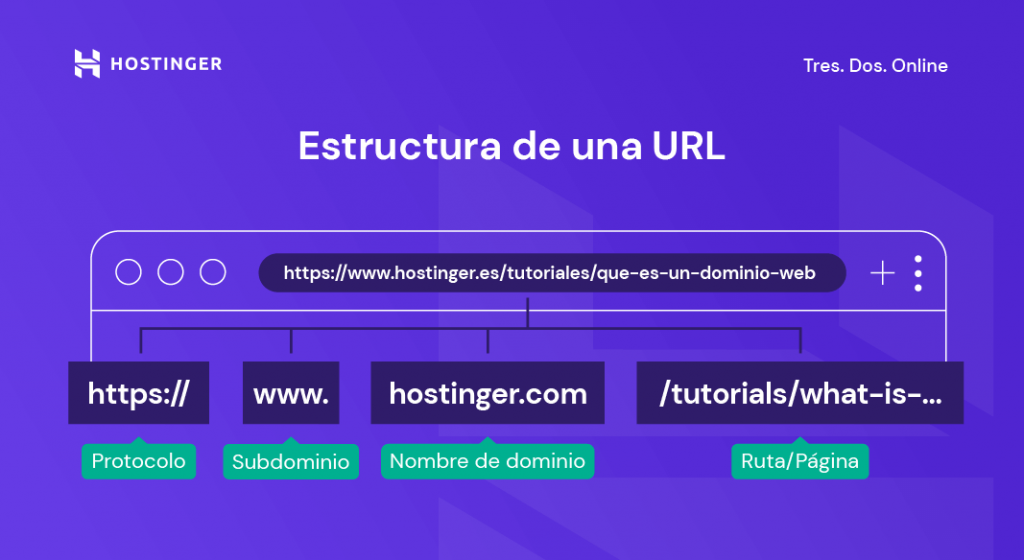 HOSTINGER
Tres. Dos. Online
Estructura de una URL
https://www.hostinger.es/tutoriales/que-es-un-dominio-web
https://
www.
hostinger.com
/tutorials/what-is-...
Protocolo
Subdominio
Nombre de dominio
Ruta/Página